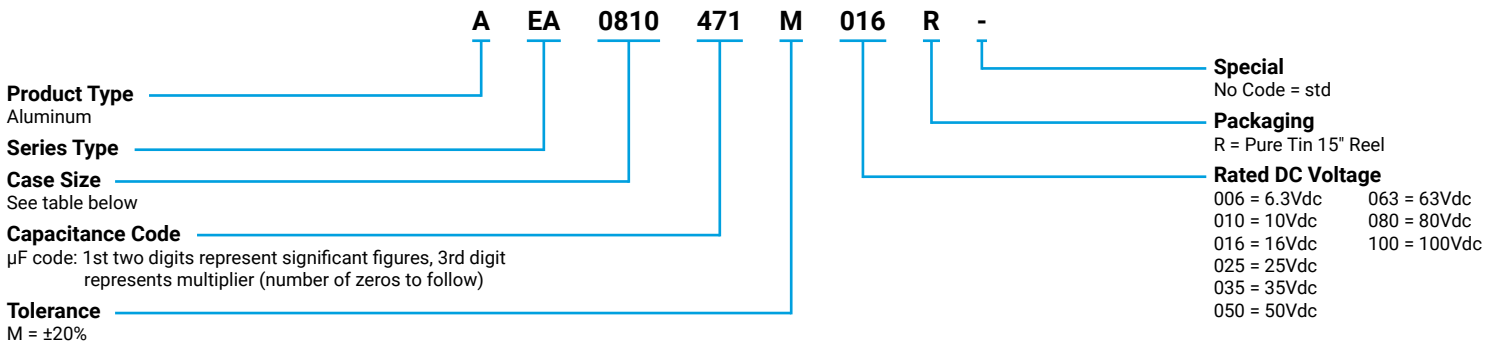 A EA 0810 471 M 016 R -
Product Type
Aluminum
Series Type
Case Size
See table below
Capacitance Code
µF code: 1st two digits represent significant figures, 3rd digit
represents multiplier (number of zeros to follow)
Tolerance
M = ±20%
Special
No Code = std
Packaging
R = Pure Tin 15" Reel
Rated DC Voltage
006 = 6.3Vdc 063 = 63Vdc
010 = 10Vdc 080 = 80Vdc
016 = 16Vdc 100 = 100Vdc
025 = 25Vdc
035 = 35Vdc
050 = 50Vdc